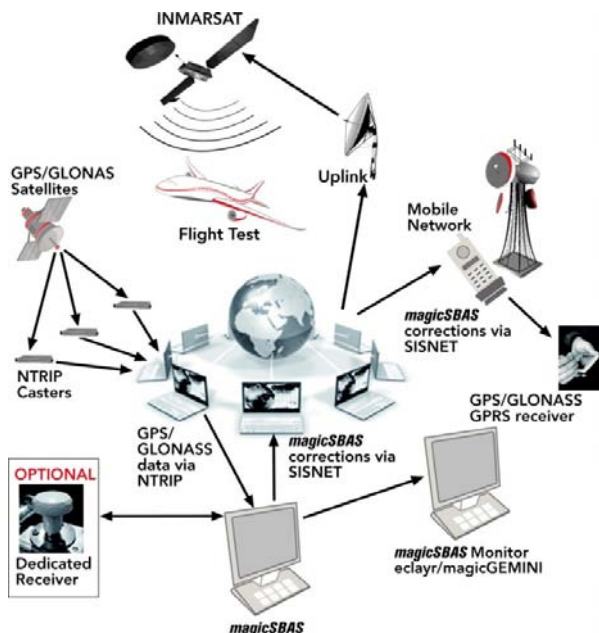 INMARSAT
GPS/GLONAS
Satellites
Uplink
Flight Test
Mobile
Network
magicSBAS
corrections via
SISNET
NTRIP
Casters
GPS/GLONASS
GPRS receiver
GPS/
GLONASS
data via
NTRIP
magicSBAS
corrections via
SISNET
OPTIONAL
Dedicated
Receiver
magicSBAS Monitor
eclayr/magicGEMINI
magicSBAS